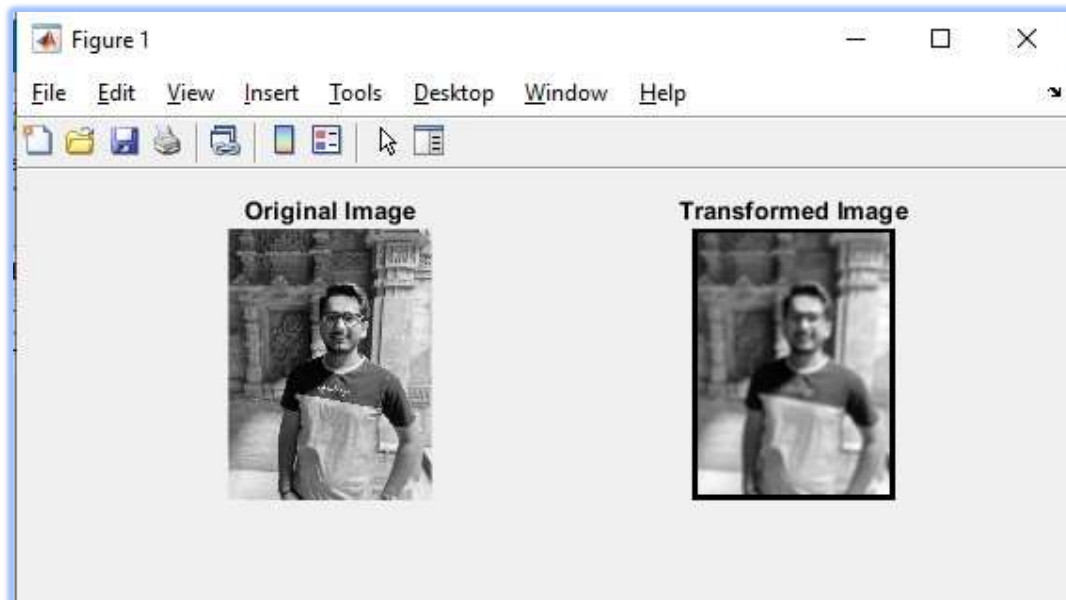 Figure 1
File Edit View Insert Tools Desktop Window Help
Original Image Transformed Image